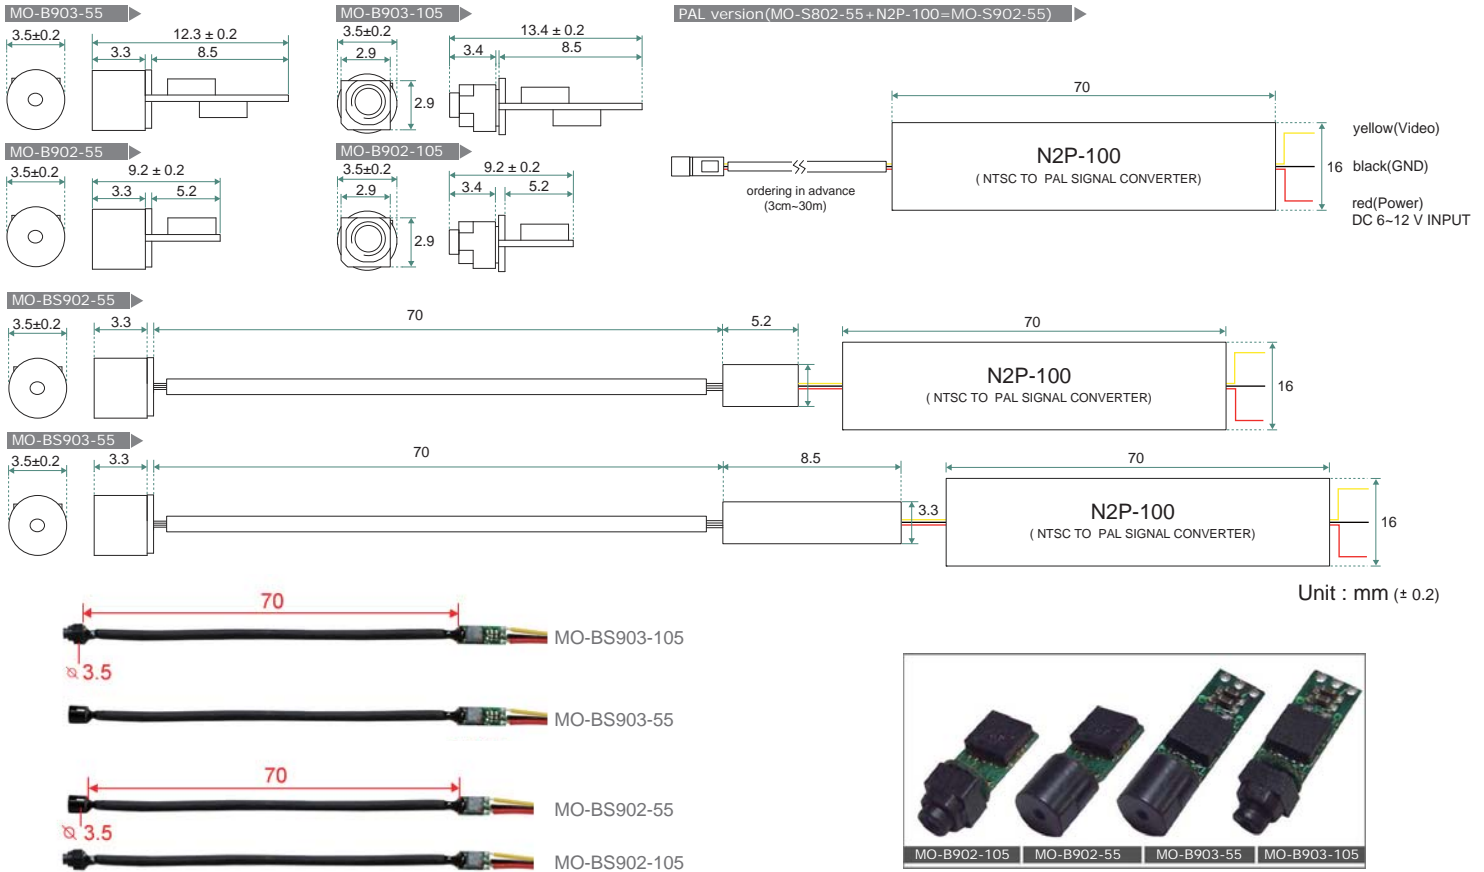 MO-B903-55
3.5±0.2
12.3 ± 0.2
3.3
8.5
MO-B903-105
3.5±0.2
2.9
2.9
13.4 ± 0.2
3.4
8.5
PAL version(MO-S802-55+N2P-100=MO-S902-55)
70
N2P-100
( NTSC TO PAL SIGNAL CONVERTER)
16
yellow(Video)
black(GND)
red(Power)
DC 6~12 V INPUT
ordering in advance
(3cm~30m)
MO-B902-55
3.5±0.2
9.2 ± 0.2
3.3
5.2
MO-B902-105
3.5±0.2
2.9
2.9
9.2 ± 0.2
3.4
5.2
MO-BS902-55
3.5±0.2
3.3
70
5.2
70
N2P-100
( NTSC TO PAL SIGNAL CONVERTER)
16
MO-BS903-55
3.5±0.2
3.3
70
8.5
3.3
70
N2P-100
( NTSC TO PAL SIGNAL CONVERTER)
16
Unit : mm (± 0.2)
70
MO-BS903-105
ø 3.5
MO-BS903-55
70
MO-BS902-55
ø 3.5
MO-BS902-105
MO-B902-105
MO-B902-55
MO-B903-55
MO-B903-105